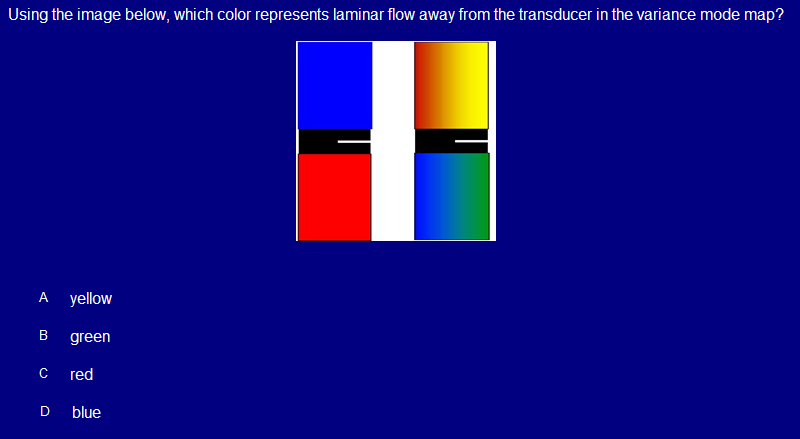 Using the image below, which color represents laminar flow away from the transducer in the variance mode map?
A yellow
B green
C red
D blue